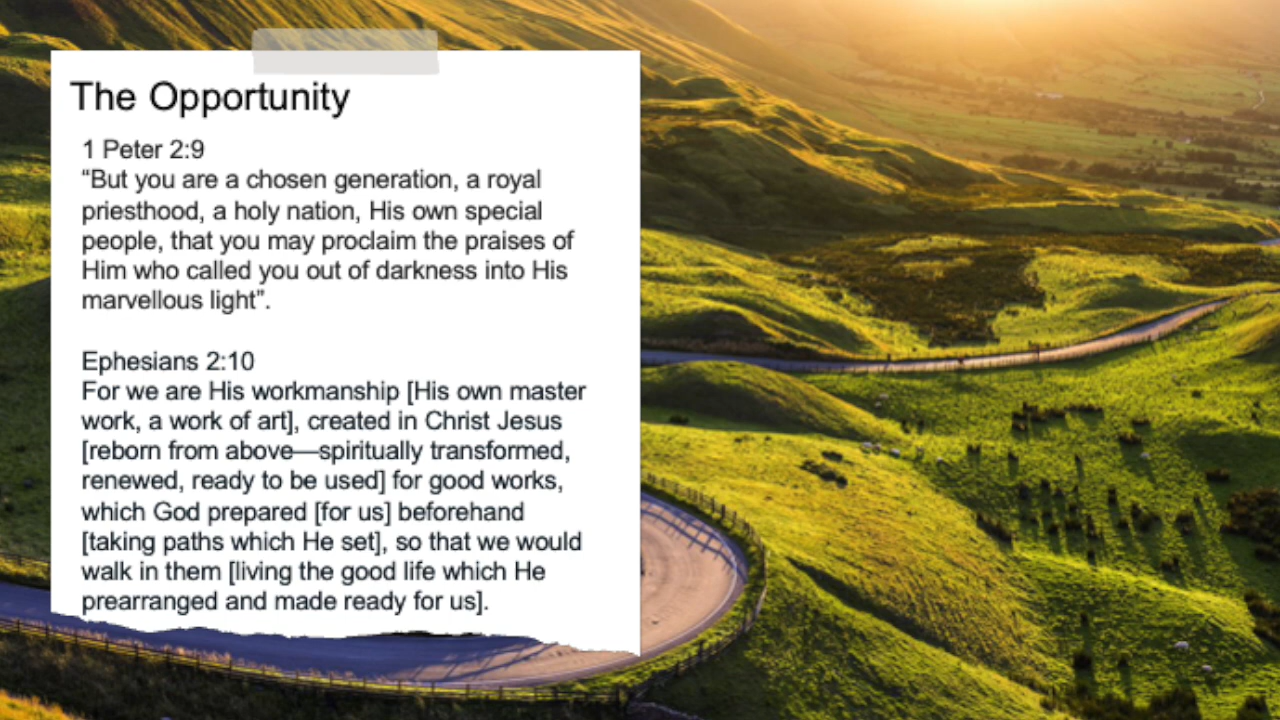 The Opportunity
1 Peter 2:9
“But you are a chosen generation, a royal
priesthood, a holy nation, His own special
people, that you may proclaim the praises of
Him who called you out of darkness into His
marvellous light”.
Ephesians 2:10
For we are His workmanship [His own master
work, a work of art], created in Christ Jesus
[reborn from above—spiritually transformed,
renewed, ready to be used] for good works,
which God prepared [for us] beforehand
[taking paths which He set], so that we would
walk in them [living the good life which He
prearranged and made ready for us].